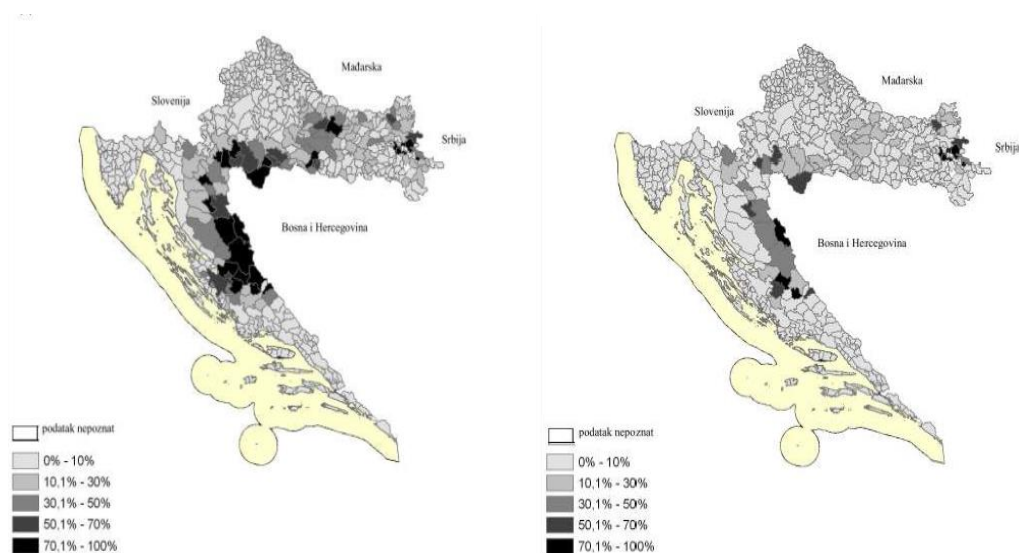 Mađarska
Slovenija
Srbija
Bosna i Hercegovina
podatak nepoznat
0% - 10%
10,1% - 30%
30,1% - 50%
50,1% - 70%
70,1% - 100%
Mađarska
Slovenija
Srbija
Bosna i Hercegovina
podatak nepoznat
0% - 10%
10,1% - 30%
30,1% - 50%
50,1% - 70%
70,1% - 100%